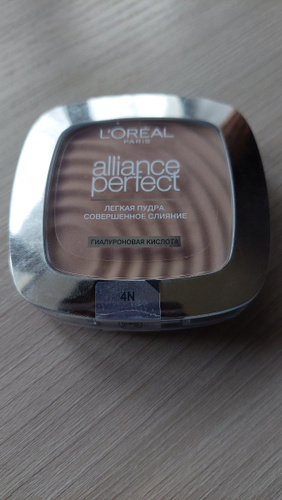 L'ORÉAL
PARIS
alliance
perfect
ЛЕГКАЯ ПУДРА
СОВЕРШЕННОЕ СЛИЯНИЕ
ГИАЛУРОНОВАЯ КИСЛОТА
4N